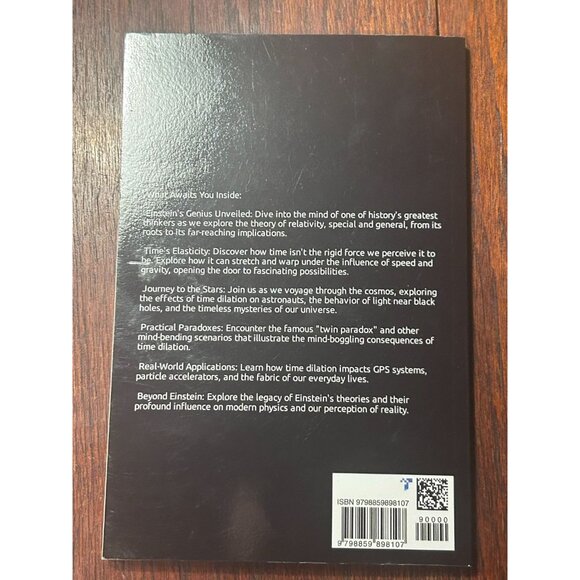 What Awaits You Inside:
Einstein's Genius Unveiled: Dive into the mind of one of history's greatest
thinkers as we explore the theory of relativity, special and general, from its
roots to its far-reaching implications.
Time's Elasticity: Discover how time isn't the rigid force we perceive it to
be. Explore how it can stretch and warp under the influence of speed and
gravity, opening the door to fascinating possibilities.
Journey to the Stars: Join us as we voyage through the cosmos, exploring
the effects of time dilation on astronauts, the behavior of light near black
holes, and the timeless mysteries of our universe.
Practical Paradoxes: Encounter the famous "twin paradox" and other
mind-bending scenarios that illustrate the mind-boggling consequences of
time dilation.
Real-World Applications: Learn how time dilation impacts GPS systems,
particle accelerators, and the fabric of our everyday lives.
Beyond Einstein: Explore the legacy of Einstein's theories and their
profound influence on modern physics and our perception of reality.
ISBN 9798859898107
90000
9 798859 898107